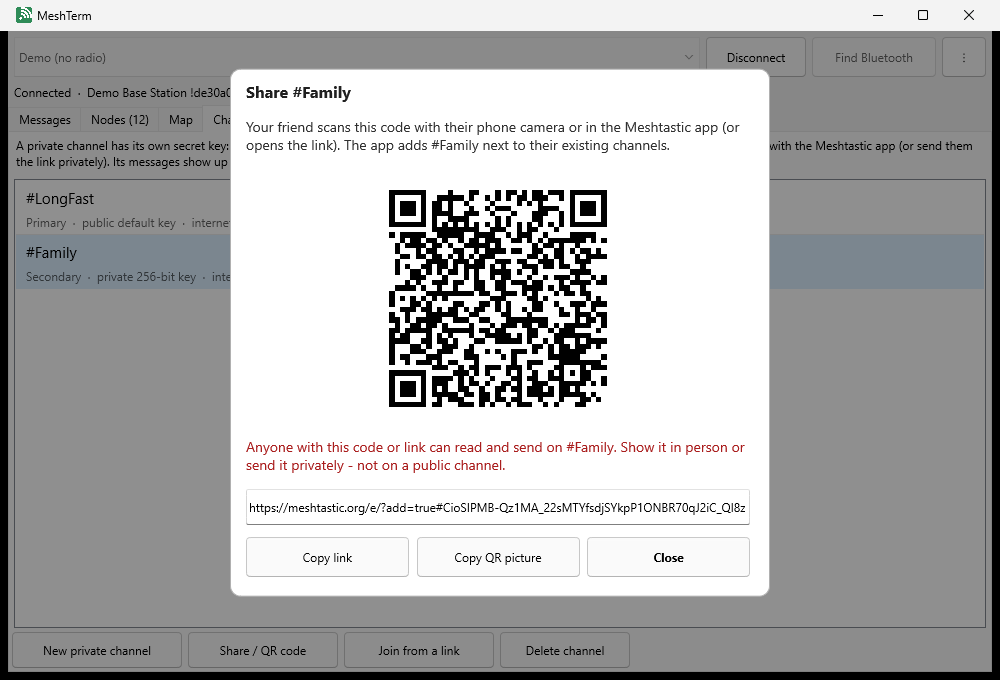 MeshTerm
Demo (no radio)
Disconnect
Find Bluetooth
Connected · Demo Base Station !de30a0
Messages
Nodes (12)
Map
A private channel has its own secret key:
with the Meshtastic app (or send them
the link privately). Its messages show up
#LongFast
Primary · public default key ·
#Family
Secondary · private 256-bit key ·
Share #Family
Your friend scans this code with their phone camera or in the Meshtastic app (or
opens the link). The app adds #Family next to their existing channels.
Anyone with this code or link can read and send on #Family. Show it in person or
send it privately - not on a public channel.
https://meshtastic.org/e/?add=true#CioSIPMB-Qz1MA_22sMTYfsdjSYkpP1ONBR70qJ2iC_QI8z
Copy link
Copy QR picture
Close
New private channel
Share / QR code
Join from a link
Delete channel